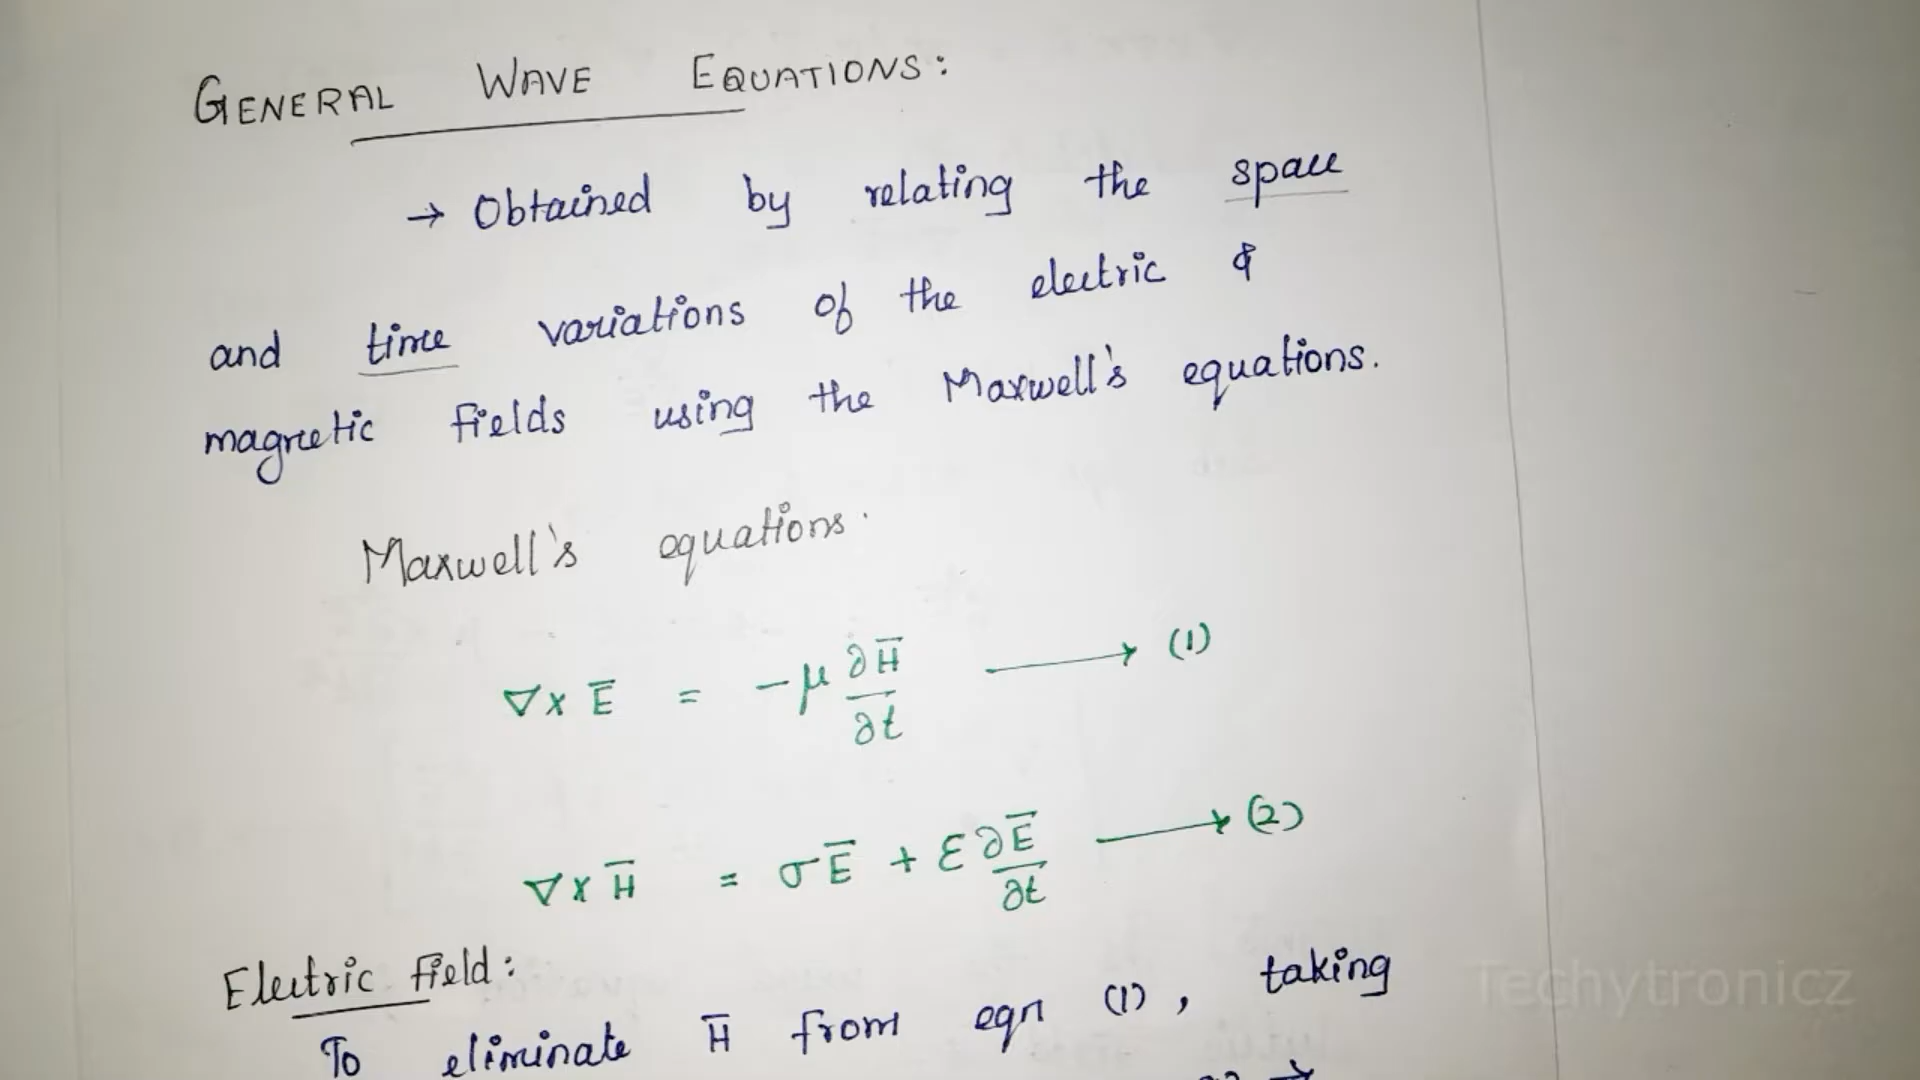 GENERAL WAVE EQUATIONS:
→ Obtained by relating the space
and time variations of the electric &
magnetic fields using the Maxwell's equations.
Maxwell's equations.
∇ x E̅ = -μ ∂H̅/∂t ⟶ (1)
∇ x H̅ = σE̅ + ε ∂E̅/∂t ⟶ (2)
Electric field:
To eliminate H̅ from eqn (1), taking
Techytronicz